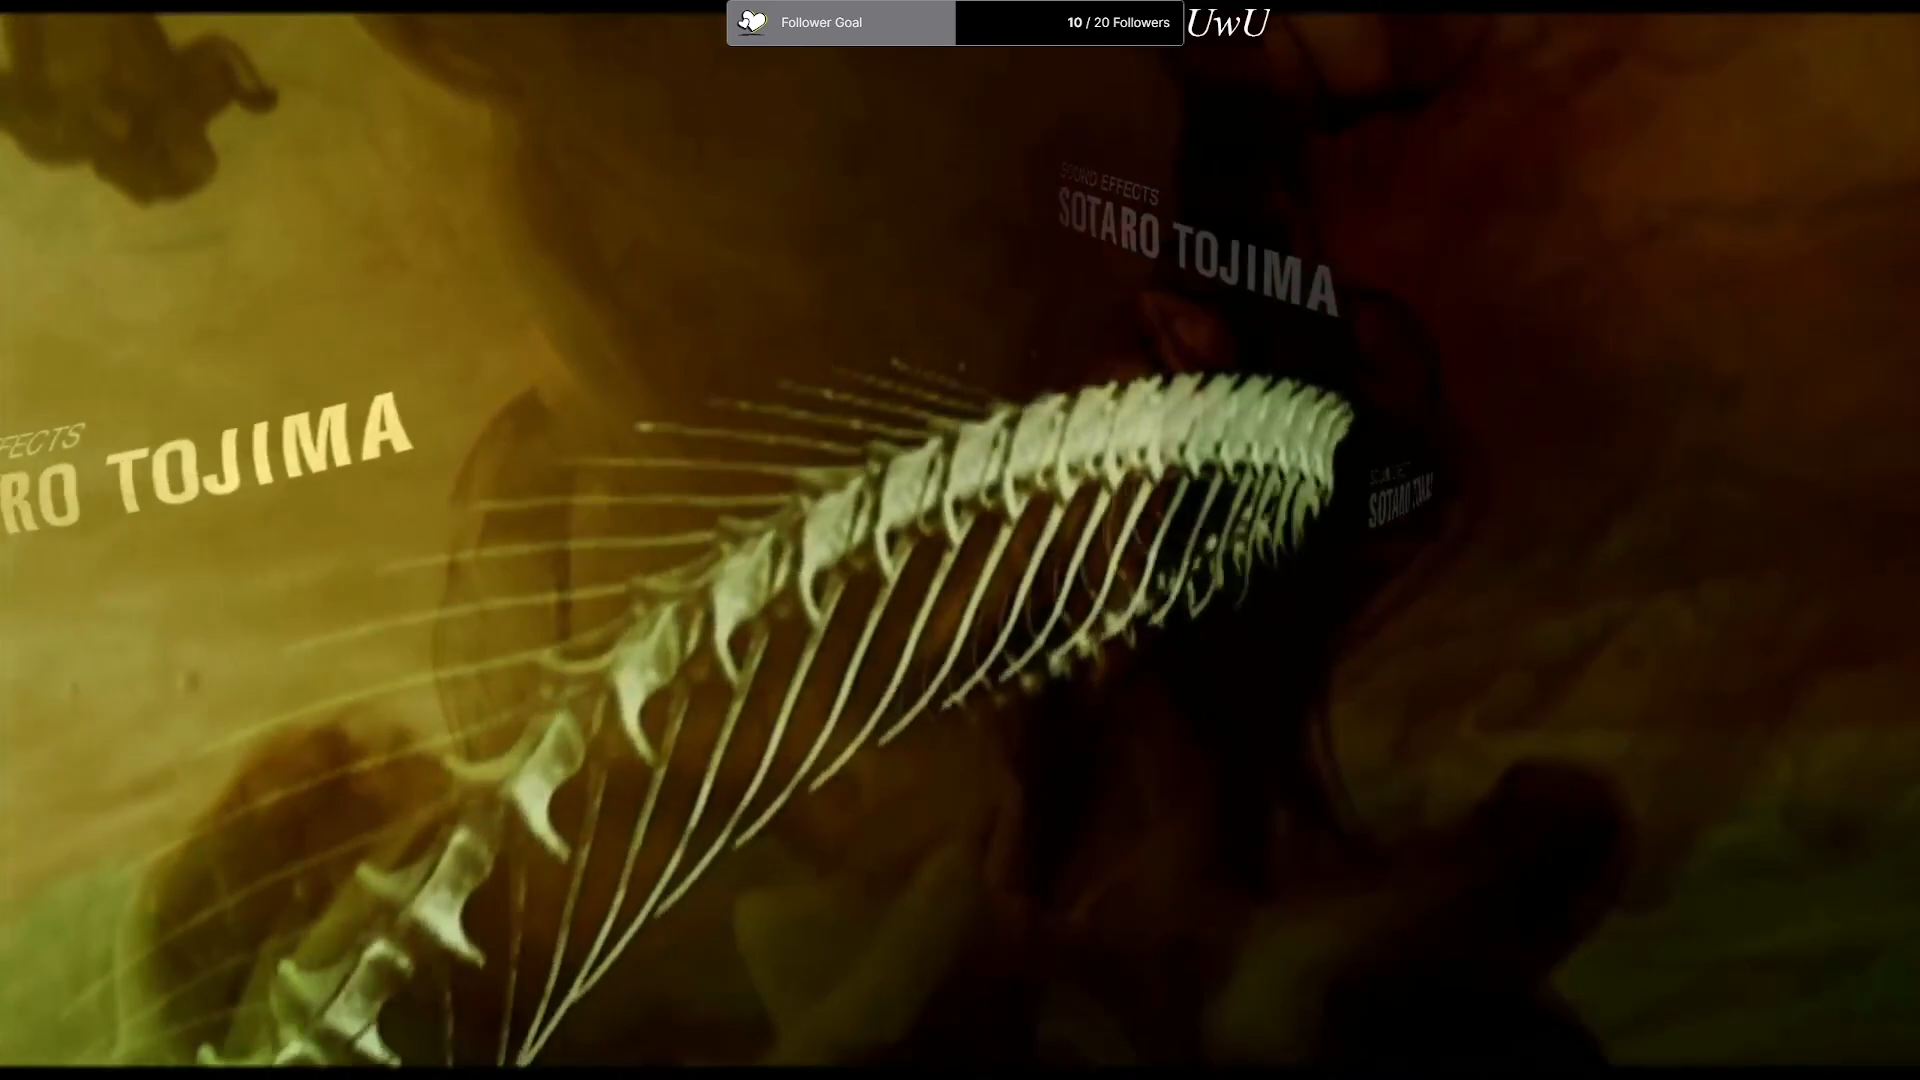 Follower Goal
10 / 20 Followers
UwU
SOUND EFFECTS
SOTARO TOJIMA
FECTS
RO TOJIMA
SOTARO TOJIMA